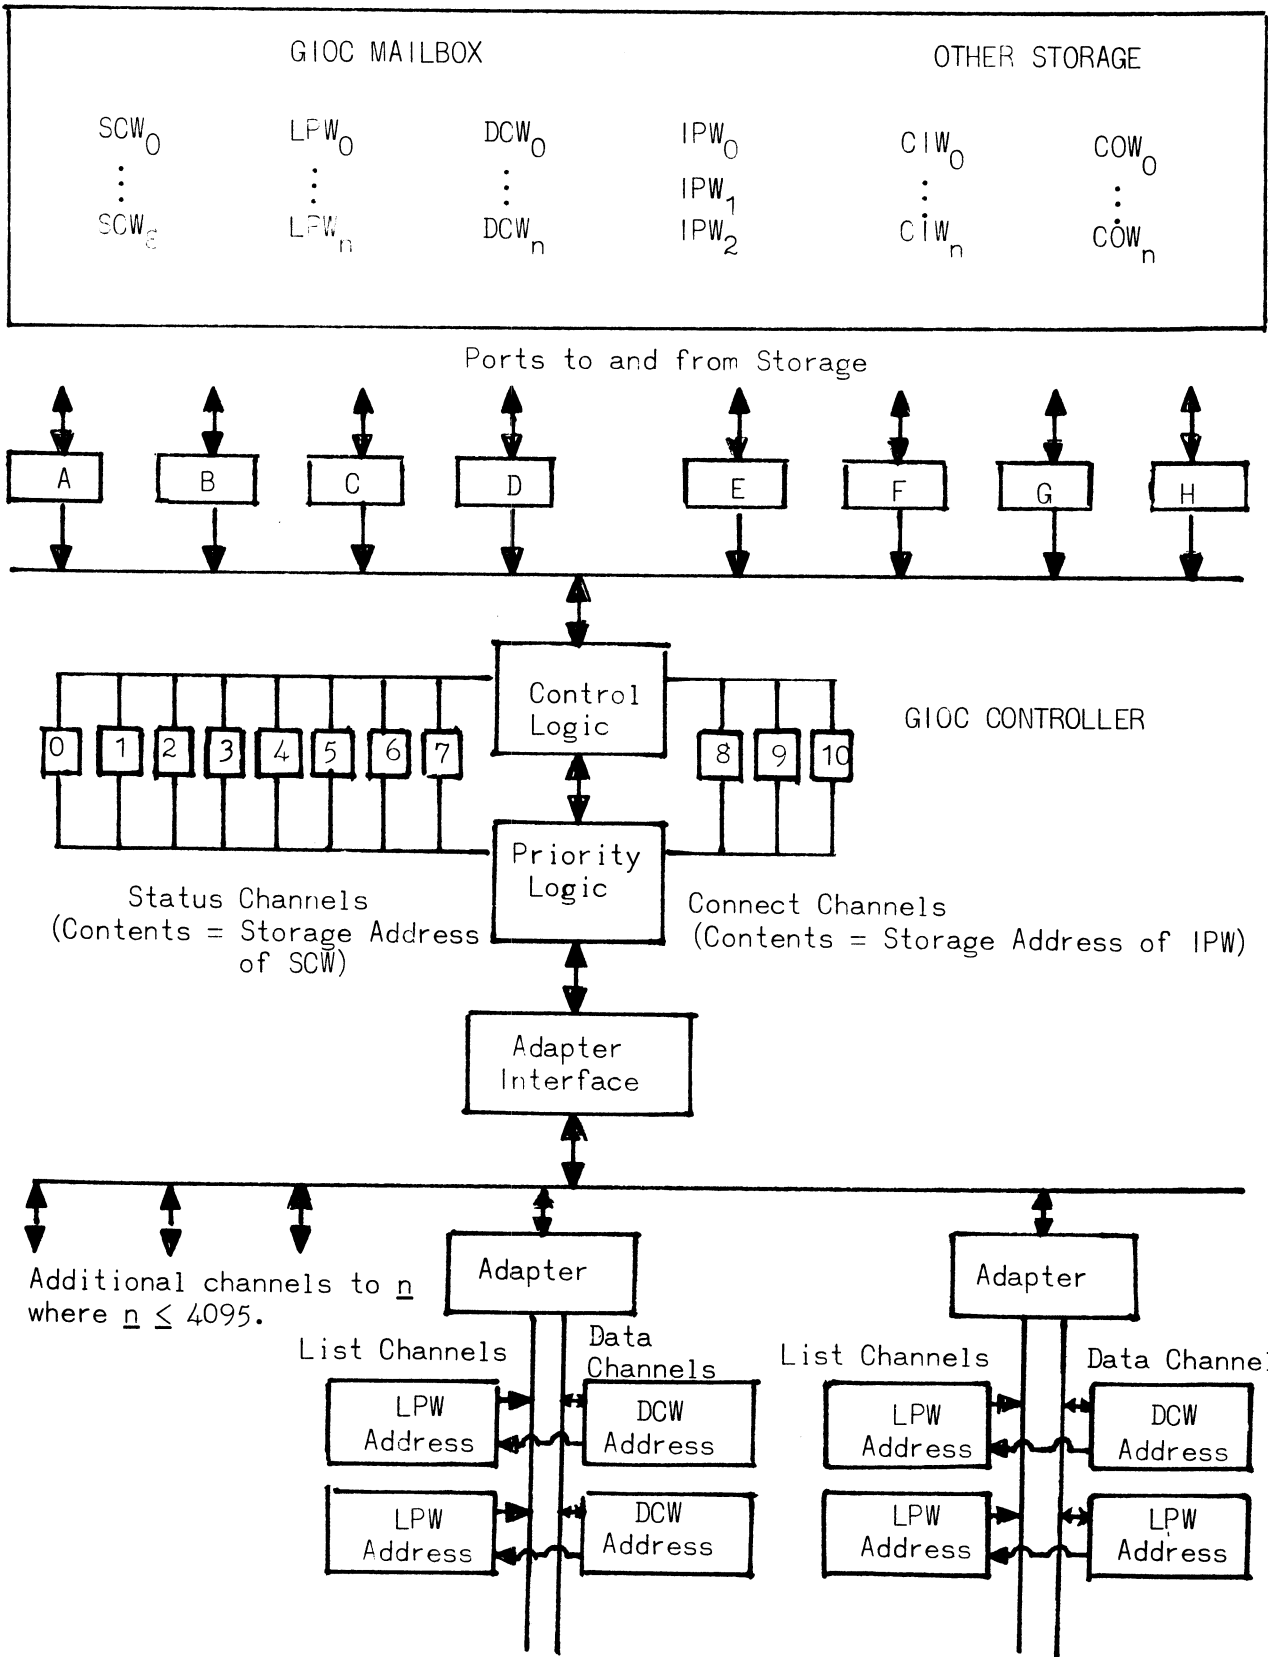 GIOC MAILBOX OTHER STORAGE
SCW0 LPW0 DCW0 IPW0 CIW0 COW0
IPW1
LPWn DCWn IPW2 CIWn COWn
Ports to and from Storage
A B C D E F G H
Control
Logic
GIOC CONTROLLER
0 1 2 3 4 5 6 7 8 9 10
Priority
Logic
Status Channels
(Contents = Storage Address
of SCW)
Connect Channels
(Contents = Storage Address of IPW)
Adapter
Interface
Adapter
Adapter
Additional channels to n
where n ≤ 4095.
List Channels
Data
Channels
List Channels
Data Channel
LPW
Address
DCW
Address
LPW
Address
DCW
Address
LPW
Address
DCW
Address
LPW
Address
LPW
Address